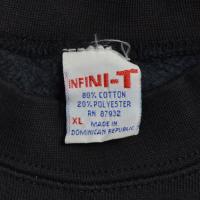 INFINI-T
80% COTTON
20% POLYESTER
RN 87932
XL MADE IN
DOMINICAN REPUBLIC